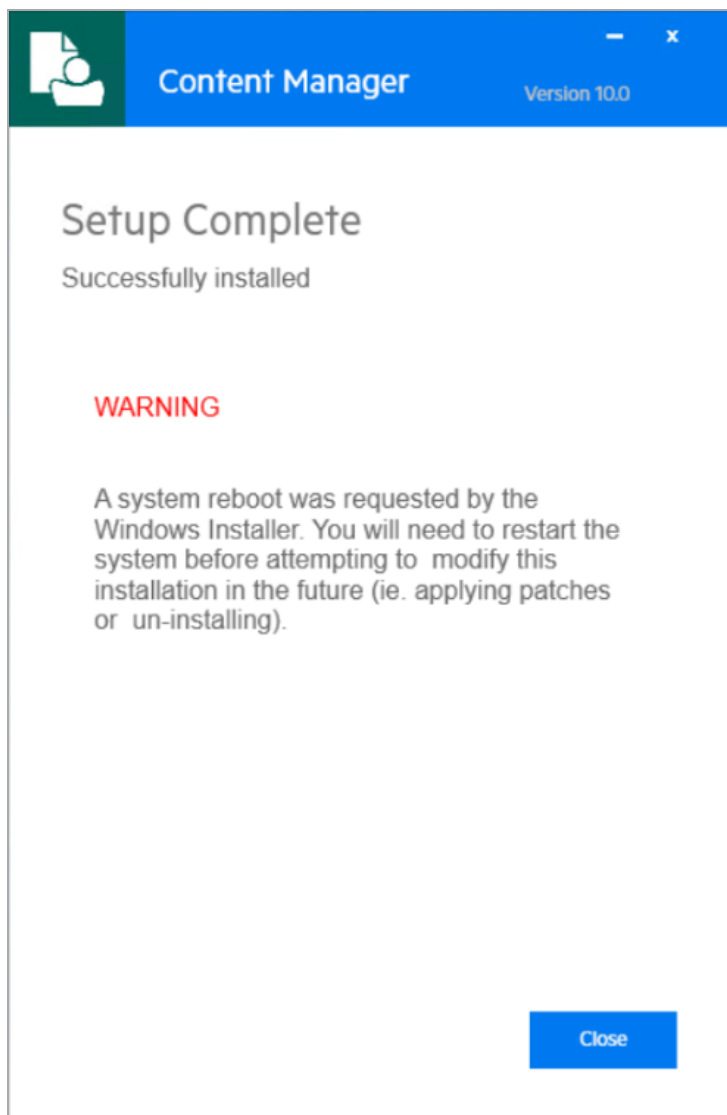 Content Manager
Version 10.0
Setup Complete
Successfully installed
WARNING
A system reboot was requested by the
Windows Installer. You will need to restart the
system before attempting to  modify this
installation in the future (ie. applying patches
or  un-installing).
Close